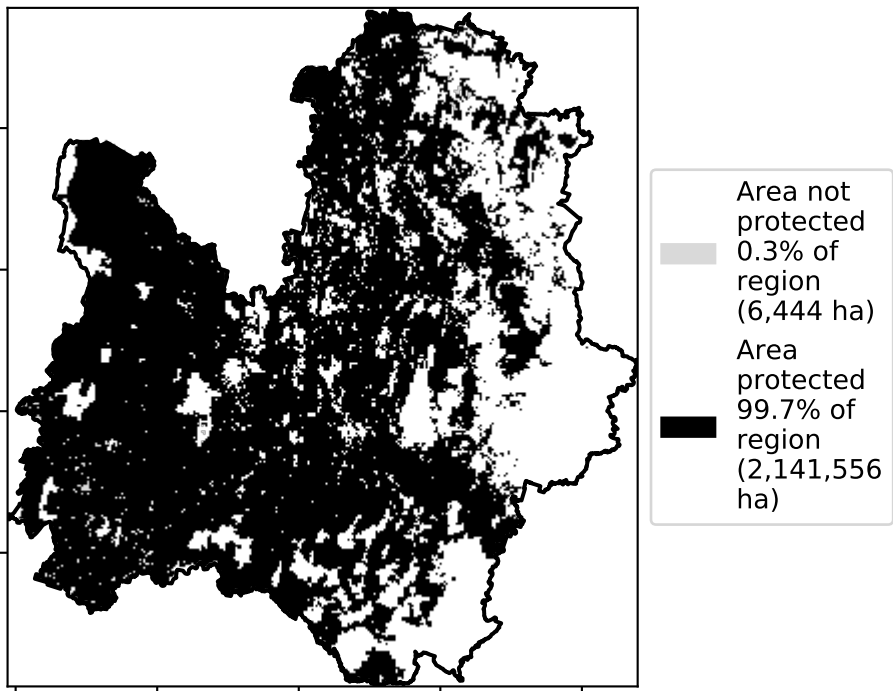 Area not
protected
0.3% of
region
(6,444 ha)
Area
protected
99.7% of
region
(2,141,556
ha)